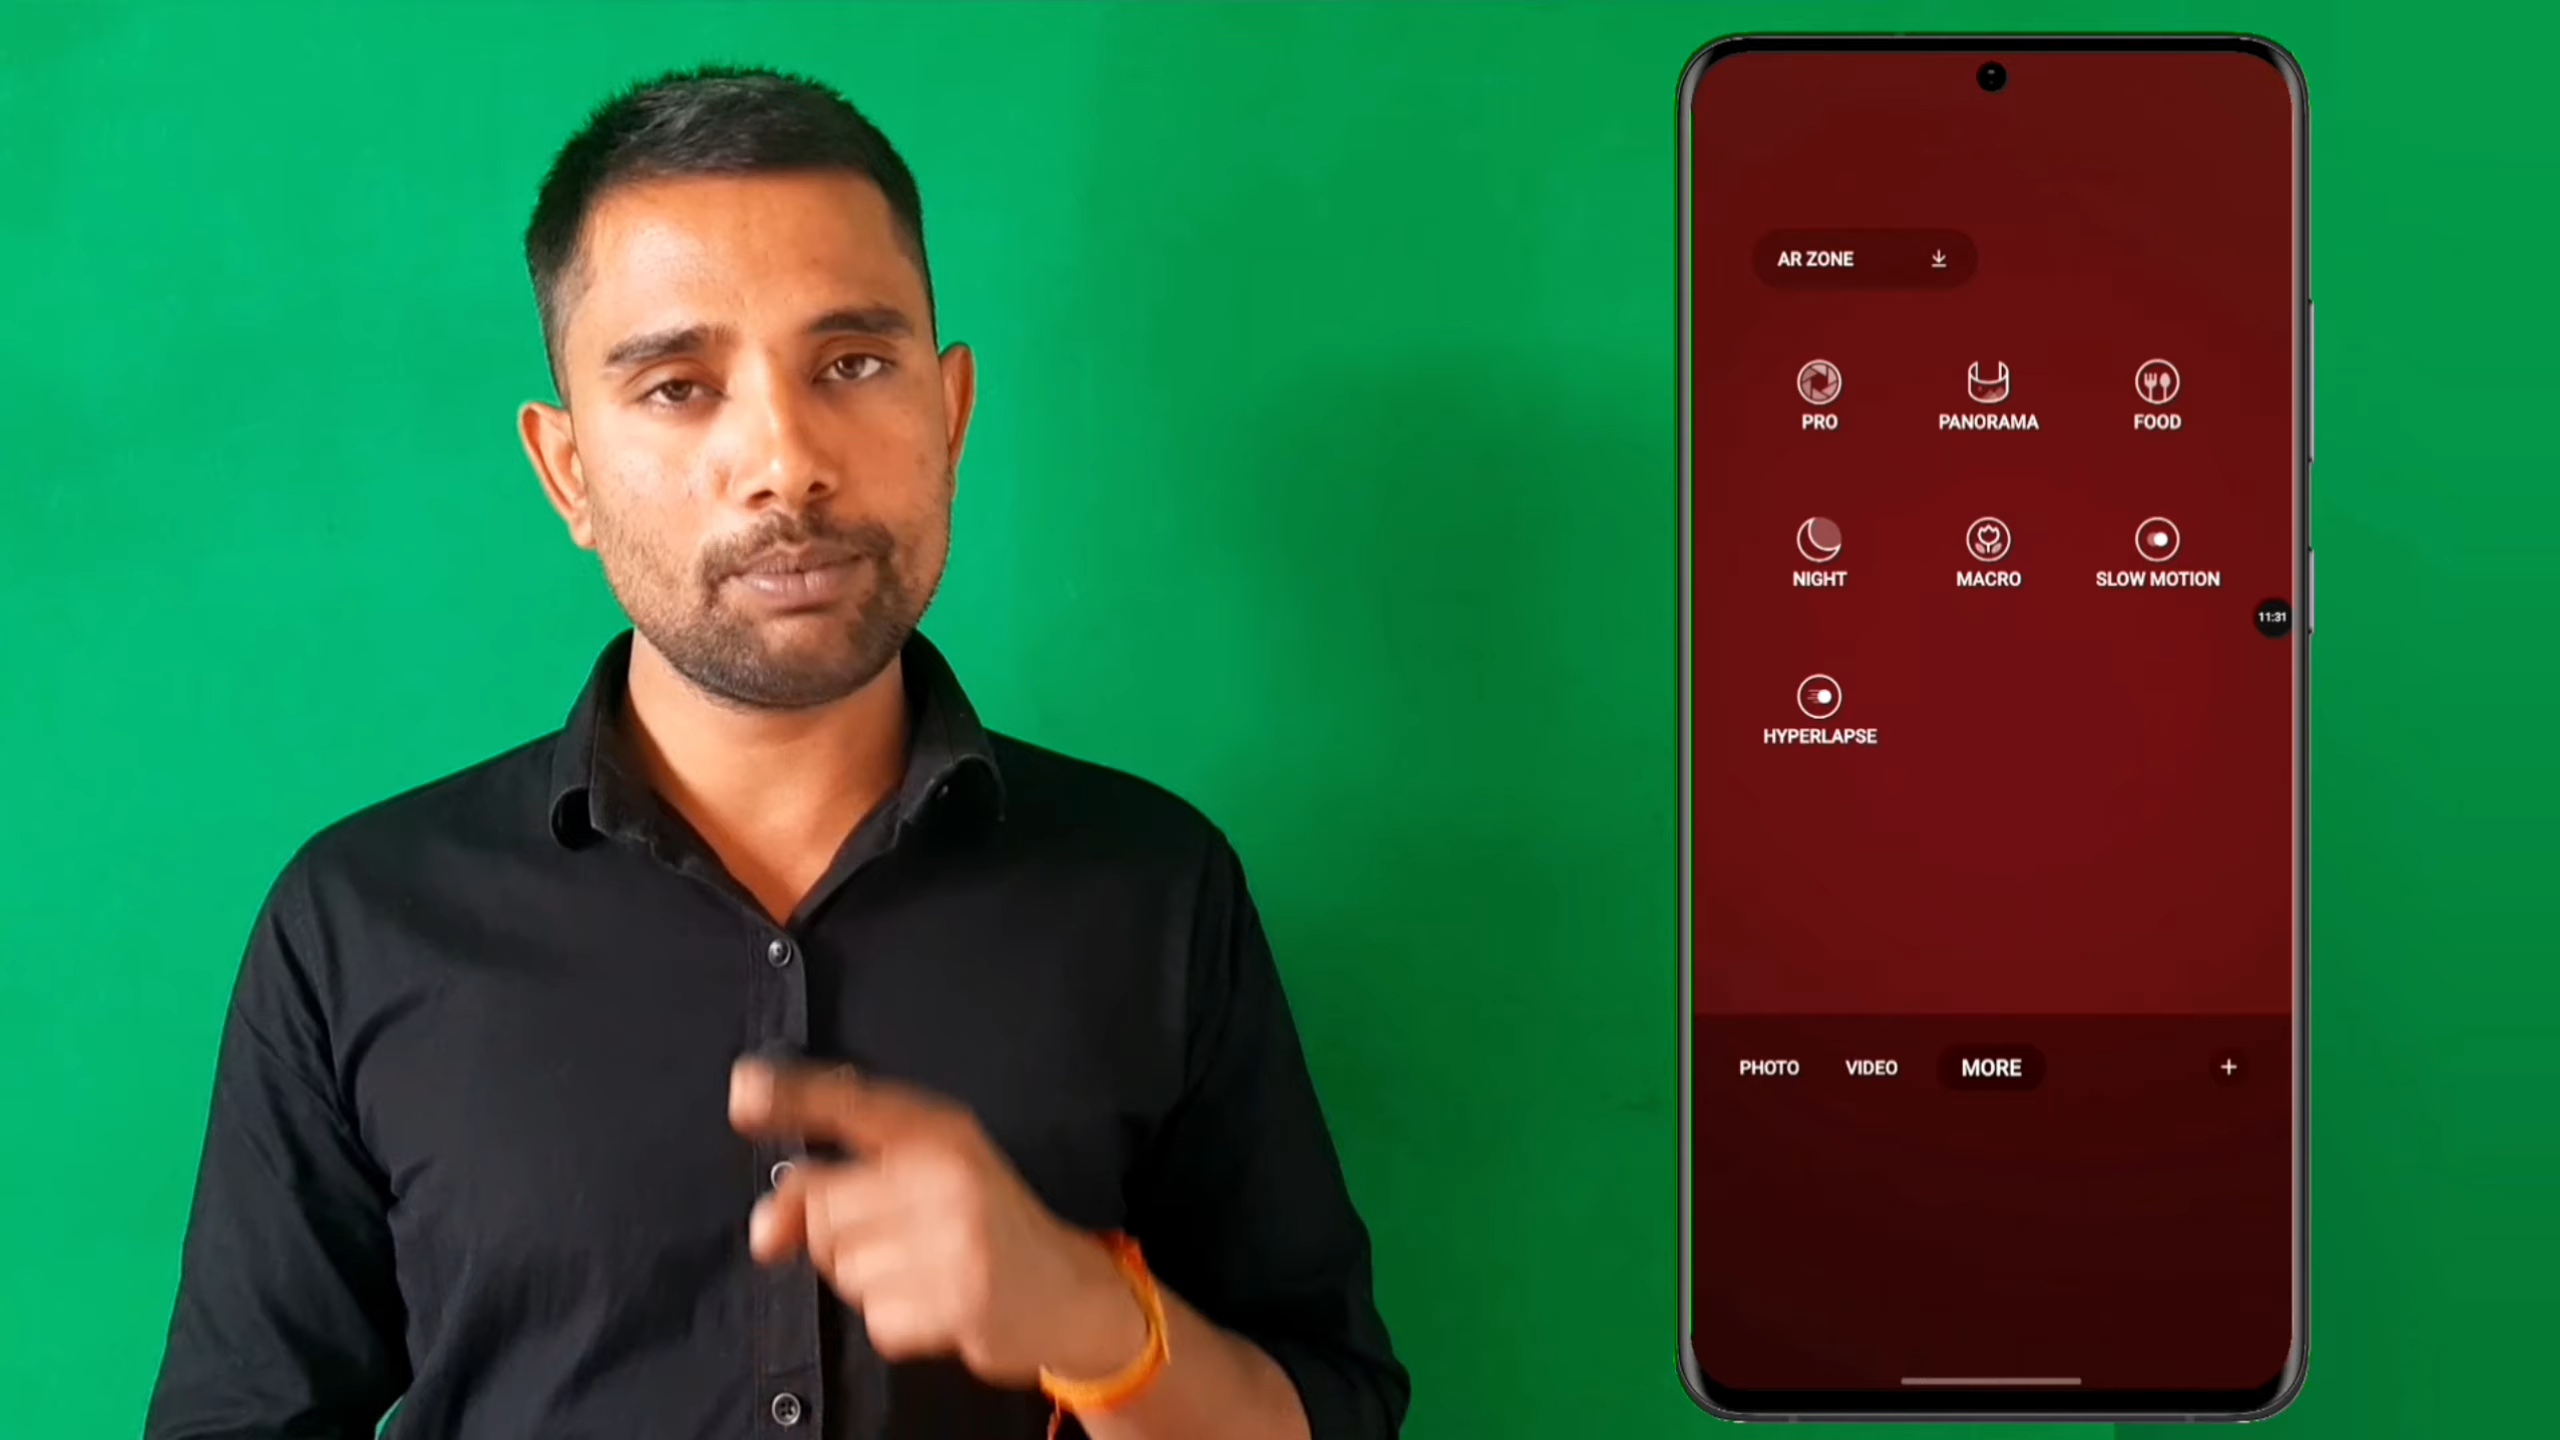 AR ZONE
PRO PANORAMA FOOD
NIGHT MACRO SLOW MOTION
11:31
HYPERLAPSE
PHOTO VIDEO MORE +